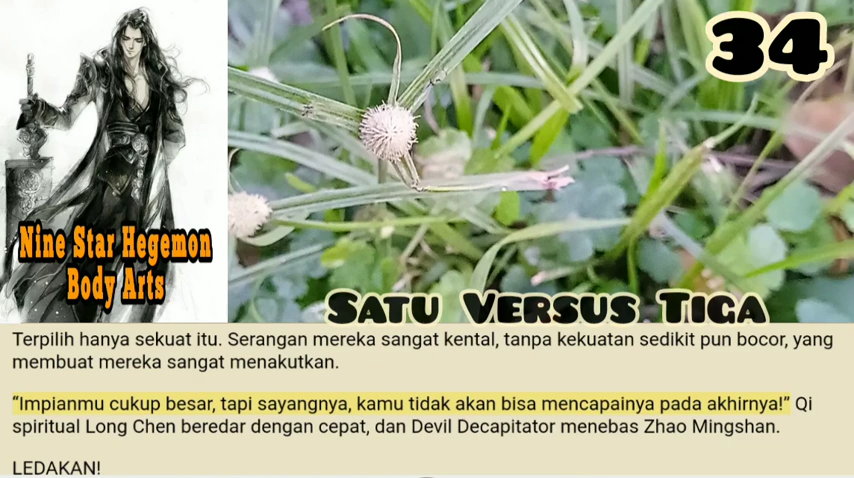 34
Nine Star Hegemon
Body Arts
Satu Versus Tiga
Terpilih hanya sekuat itu. Serangan mereka sangat kental, tanpa kekuatan sedikit pun bocor, yang
membuat mereka sangat menakutkan.
“Impianmu cukup besar, tapi sayangnya, kamu tidak akan bisa mencapainya pada akhirnya!” Qi
spiritual Long Chen beredar dengan cepat, dan Devil Decapitator menebas Zhao Mingshan.
LEDAKAN!